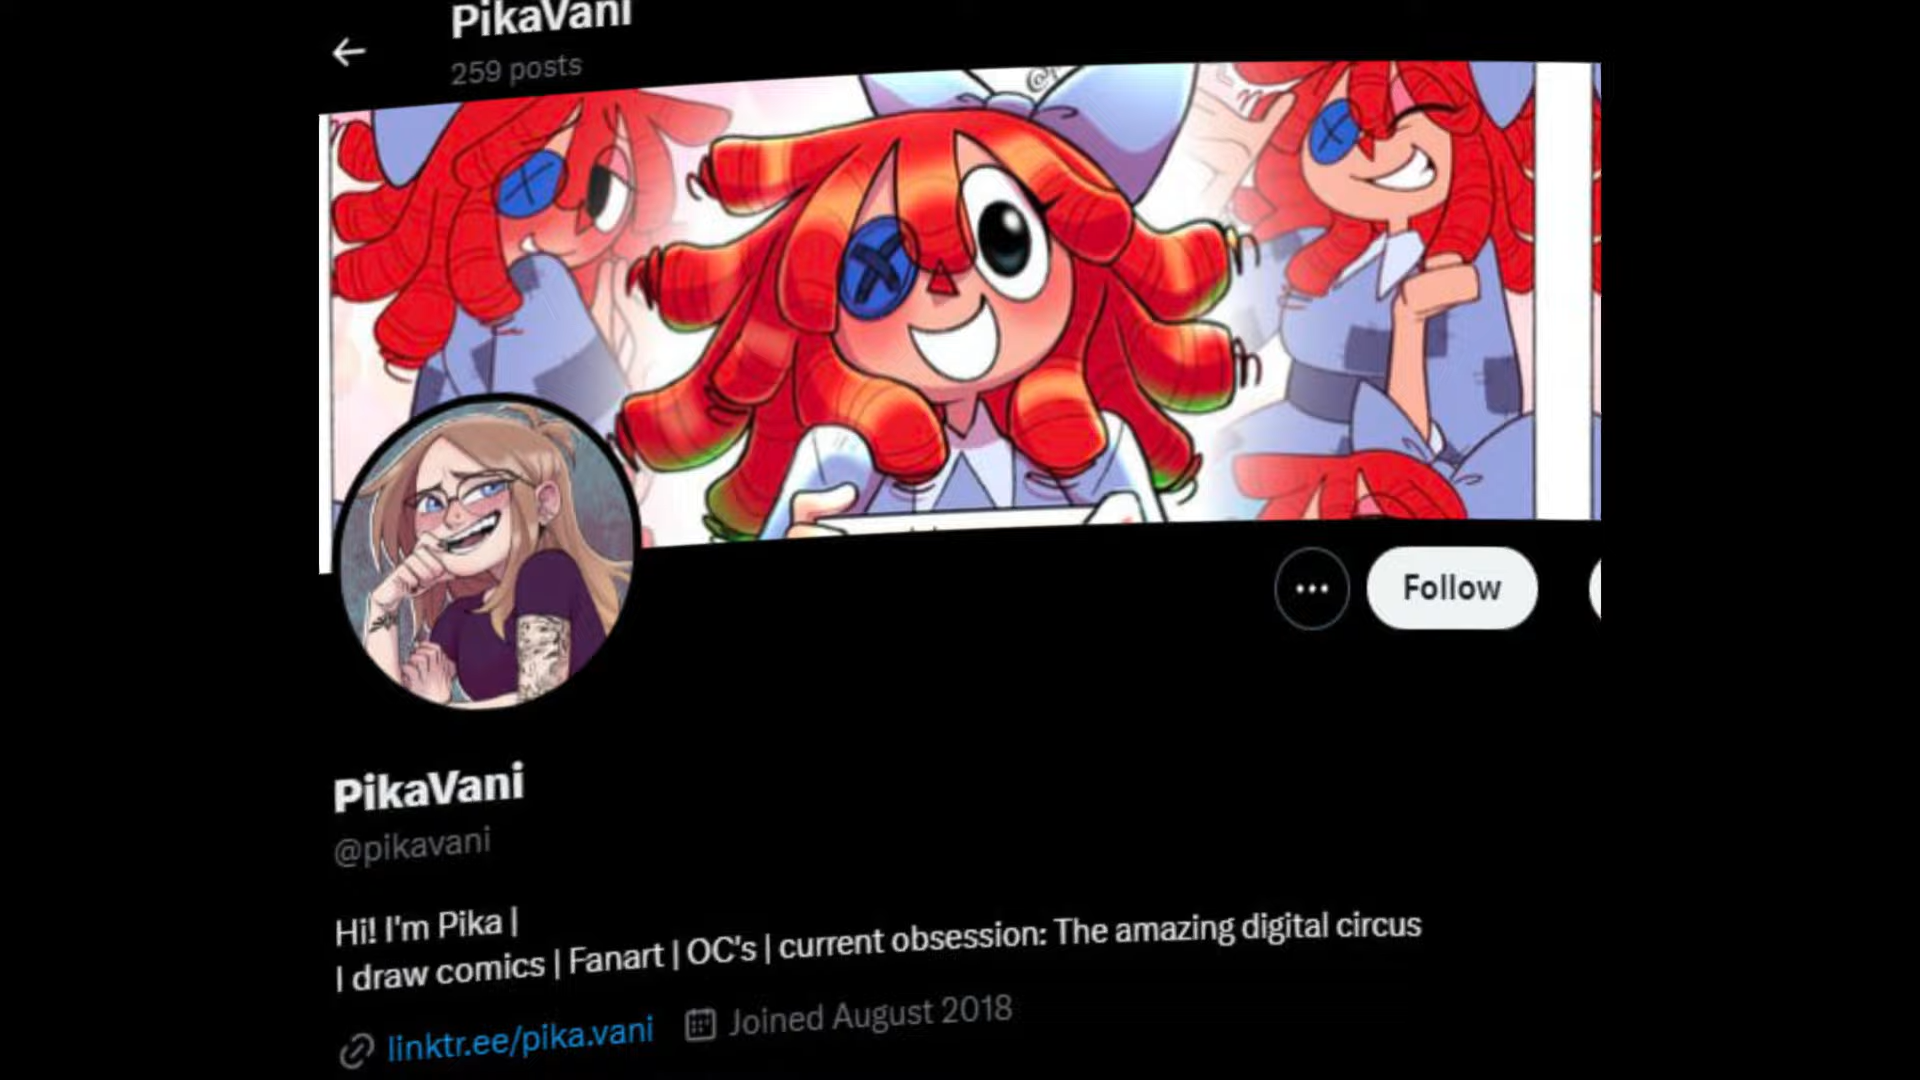 PikaVani
259 posts
Follow
PikaVani
@pikavani
Hi! I'm Pika |
I draw comics | Fanart | OC's | current obsession: The amazing digital circus
linktr.ee/pika.vani Joined August 2018